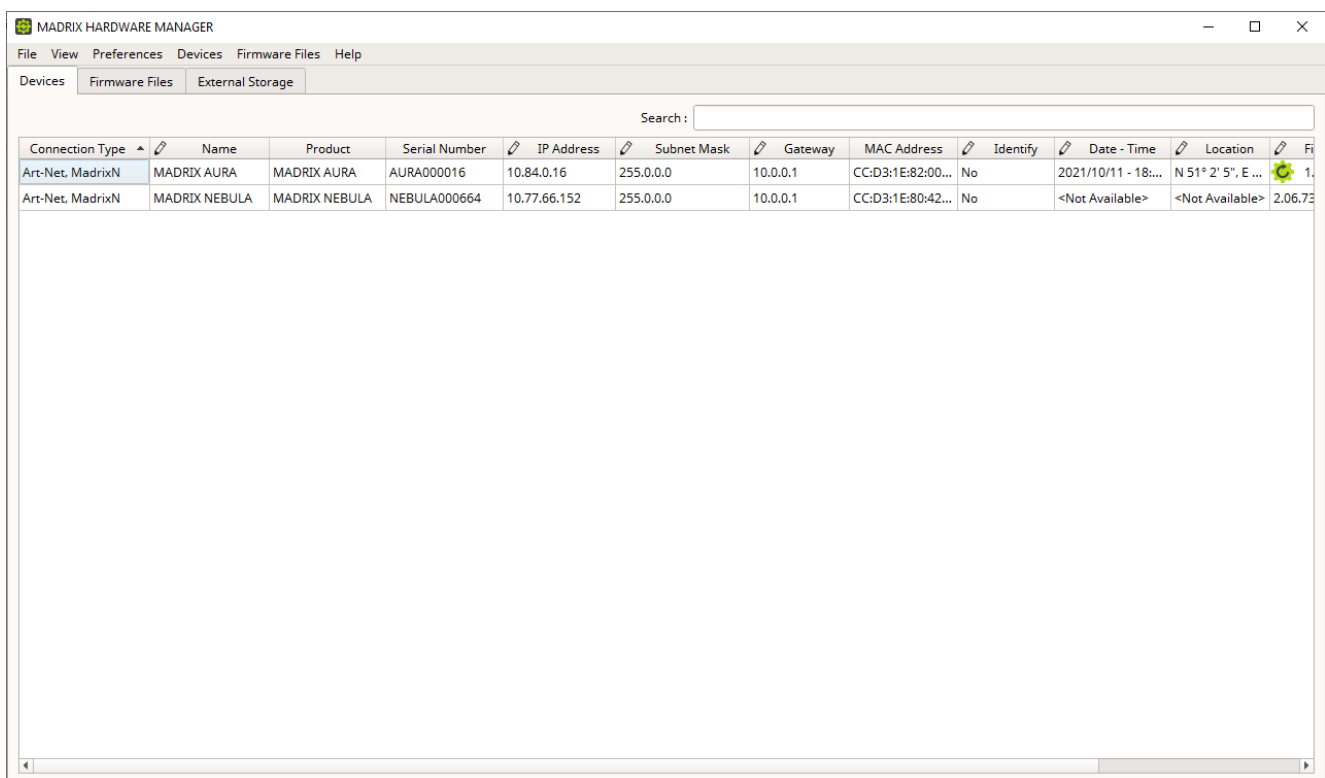 MADRIX HARDWARE MANAGER
File View Preferences Devices Firmware Files Help
Devices Firmware Files External Storage
Search :
Connection Type Name Product Serial Number IP Address Subnet Mask Gateway MAC Address Identify Date - Time Location Fi
Art-Net, MadrixN MADRIX AURA MADRIX AURA AURA000016 10.84.0.16 255.0.0.0 10.0.0.1 CC:D3:1E:82:00... No 2021/10/11 - 18:... N 51° 2' 5", E ... 1.
Art-Net, MadrixN MADRIX NEBULA MADRIX NEBULA NEBULA000664 10.77.66.152 255.0.0.0 10.0.0.1 CC:D3:1E:80:42... No <Not Available> <Not Available> 2.06.73